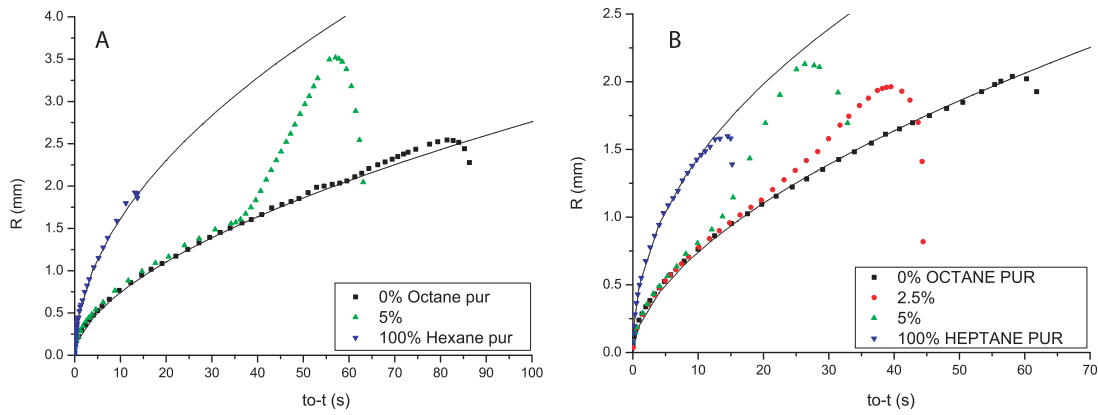 A
4.0
3.5
3.0
2.5
2.0
1.5
1.0
0.5
0.0
R (mm)
0 10 20 30 40 50 60 70 80 90 100
to-t (s)
0% Octane pur
5%
100% Hexane pur
B
2.5
2.0
1.5
1.0
0.5
0.0
R (mm)
0 10 20 30 40 50 60 70
to-t (s)
0% OCTANE PUR
2.5%
5%
100% HEPTANE PUR